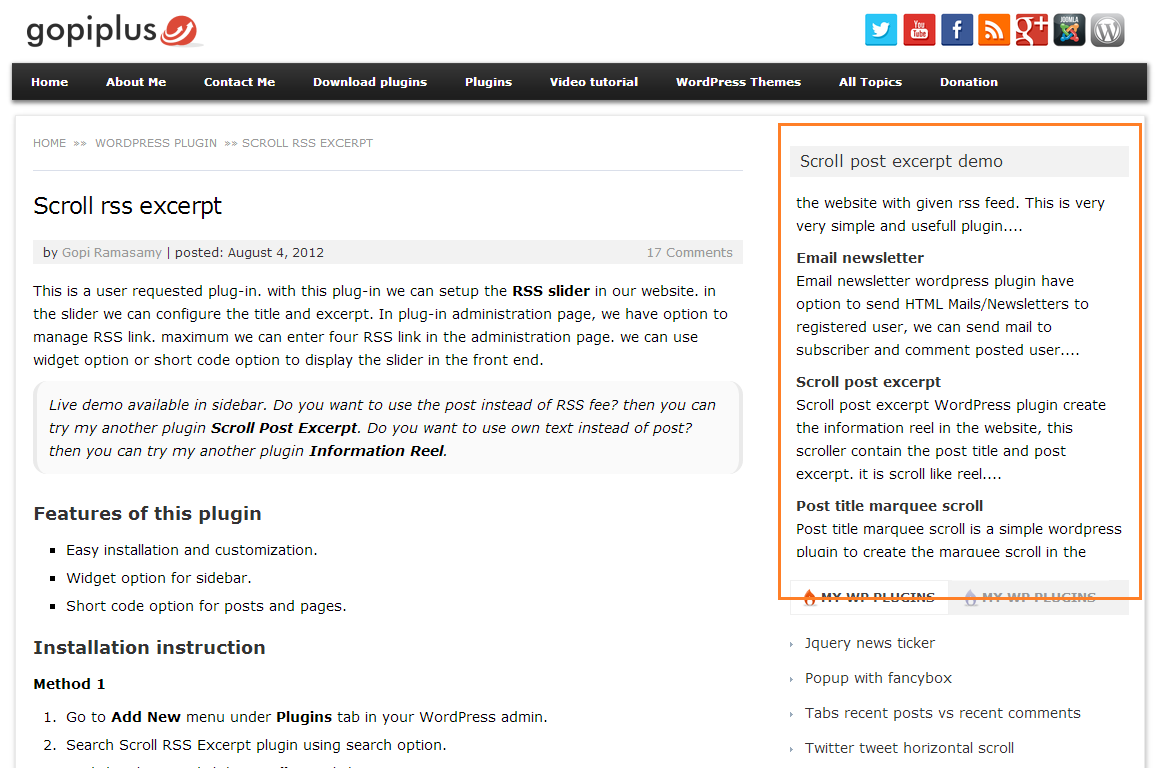 gopiplus
You
Tube
f
g+
JOOMLA
W
Home About Me Contact Me Download plugins Plugins Video tutorial WordPress Themes All Topics Donation
HOME »» WORDPRESS PLUGIN »» SCROLL RSS EXCERPT
Scroll rss excerpt
by Gopi Ramasamy | posted: August 4, 2012 17 Comments
This is a user requested plug-in. with this plug-in we can setup the RSS slider in our website. in
the slider we can configure the title and excerpt. In plug-in administration page, we have option to
manage RSS link. maximum we can enter four RSS link in the administration page. we can use
widget option or short code option to display the slider in the front end.
Live demo available in sidebar. Do you want to use the post instead of RSS fee? then you can
try my another plugin Scroll Post Excerpt. Do you want to use own text instead of post?
then you can try my another plugin Information Reel.
Features of this plugin
Easy installation and customization.
Widget option for sidebar.
Short code option for posts and pages.
Installation instruction
Method 1
1. Go to Add New menu under Plugins tab in your WordPress admin.
2. Search Scroll RSS Excerpt plugin using search option.
Scroll post excerpt demo
the website with given rss feed. This is very
very simple and usefull plugin....
Email newsletter
Email newsletter wordpress plugin have
option to send HTML Mails/Newsletters to
registered user, we can send mail to
subscriber and comment posted user....
Scroll post excerpt
Scroll post excerpt WordPress plugin create
the information reel in the website, this
scroller contain the post title and post
excerpt. it is scroll like reel....
Post title marquee scroll
Post title marquee scroll is a simple wordpress
plugin to create the marquee scroll in the
MY WP PLUGINS MY WP PLUGINS
Jquery news ticker
Popup with fancybox
Tabs recent posts vs recent comments
Twitter tweet horizontal scroll